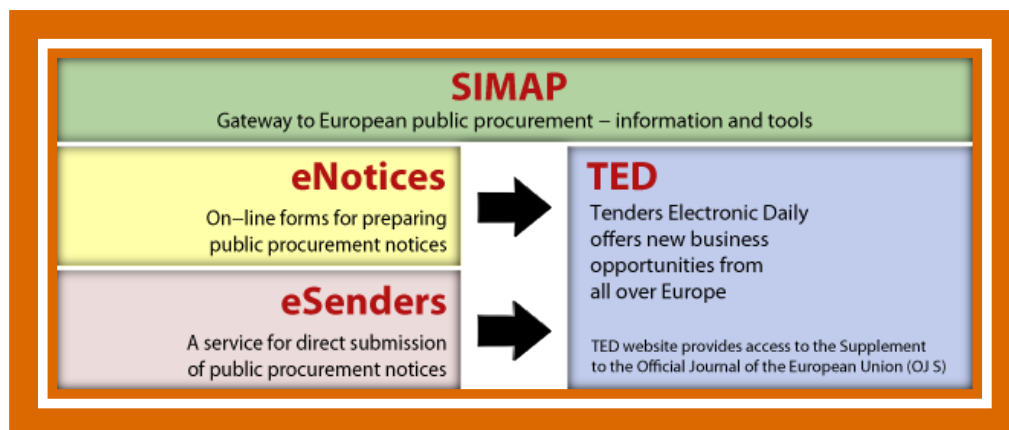 SIMAP
Gateway to European public procurement – information and tools
eNotices
On–line forms for preparing
public procurement notices
eSenders
A service for direct submission
of public procurement notices
TED
Tenders Electronic Daily
offers new business
opportunities from
all over Europe
TED website provides access to the Supplement
to the Official Journal of the European Union (OJ S)